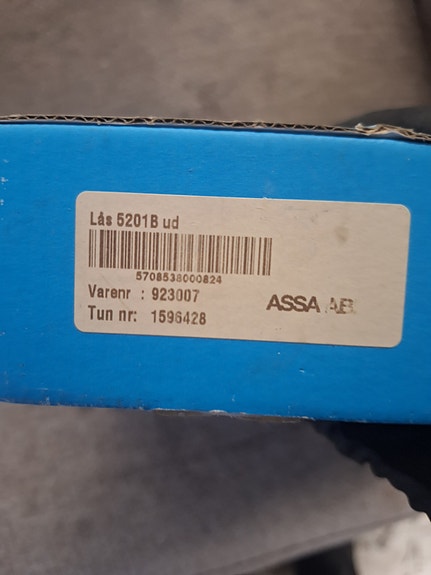 Lås 5201B ud
5708538000824
Varenr : 923007
Tun nr: 1596428
ASSA AB.